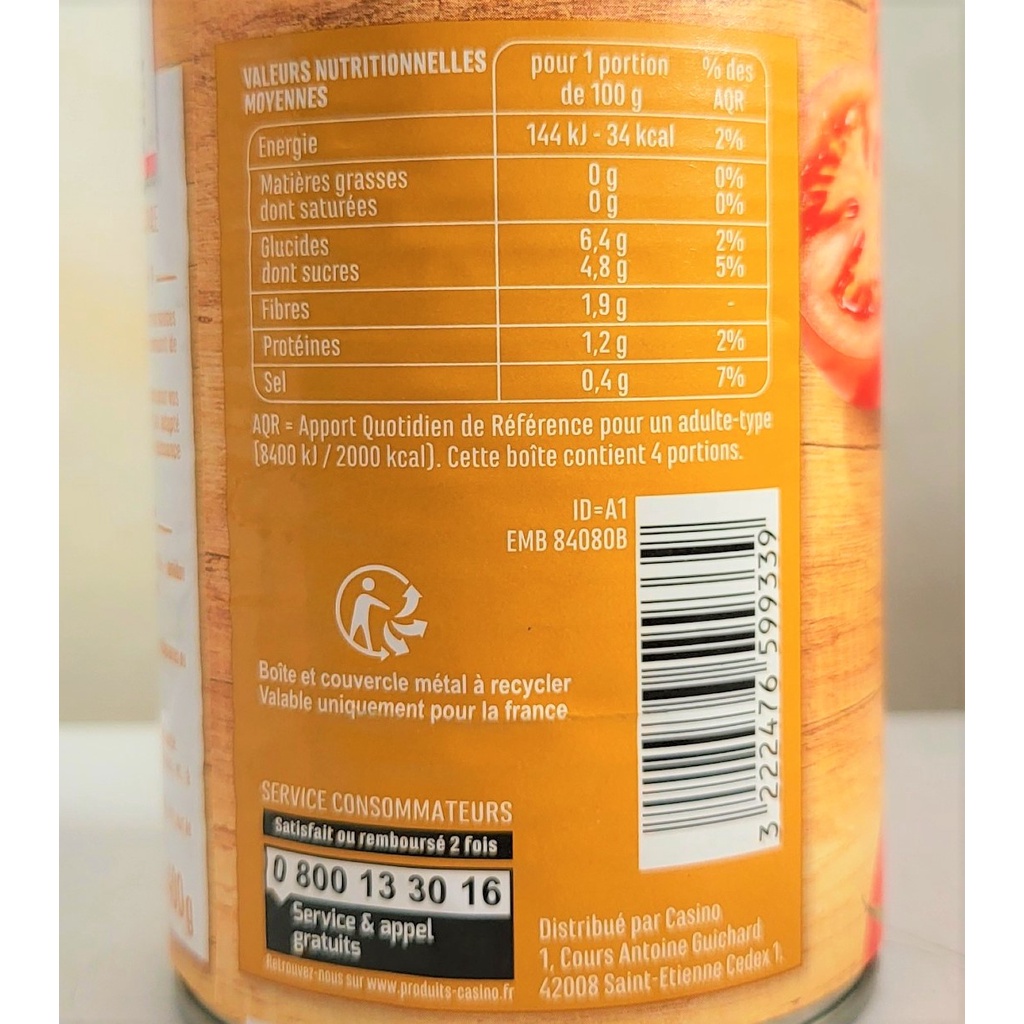 VALEURS NUTRITIONNELLES MOYENNES
pour 1 portion de 100 g
% des AQR
Energie 144 kJ - 34 kcal 2%
Matières grasses 0 g 0%
dont saturées 0 g 0%
Glucides 6,4 g 2%
dont sucres 4,8 g 5%
Fibres 1,9 g -
Protéines 1,2 g 2%
Sel 0,4 g 7%
AQR = Apport Quotidien de Référence pour un adulte-type
(8400 kJ / 2000 kcal). Cette boîte contient 4 portions.
ID=A1
EMB 84080B
3 222476 599339
Boîte et couvercle métal à recycler
Valable uniquement pour la france
SERVICE CONSOMMATEURS
Satisfait ou remboursé 2 fois
0 800 13 30 16
Service & appel
gratuits
Retrouvez-nous sur www.produits-casino.fr
Distribué par Casino
1, Cours Antoine Guichard
42008 Saint-Etienne Cedex 1.